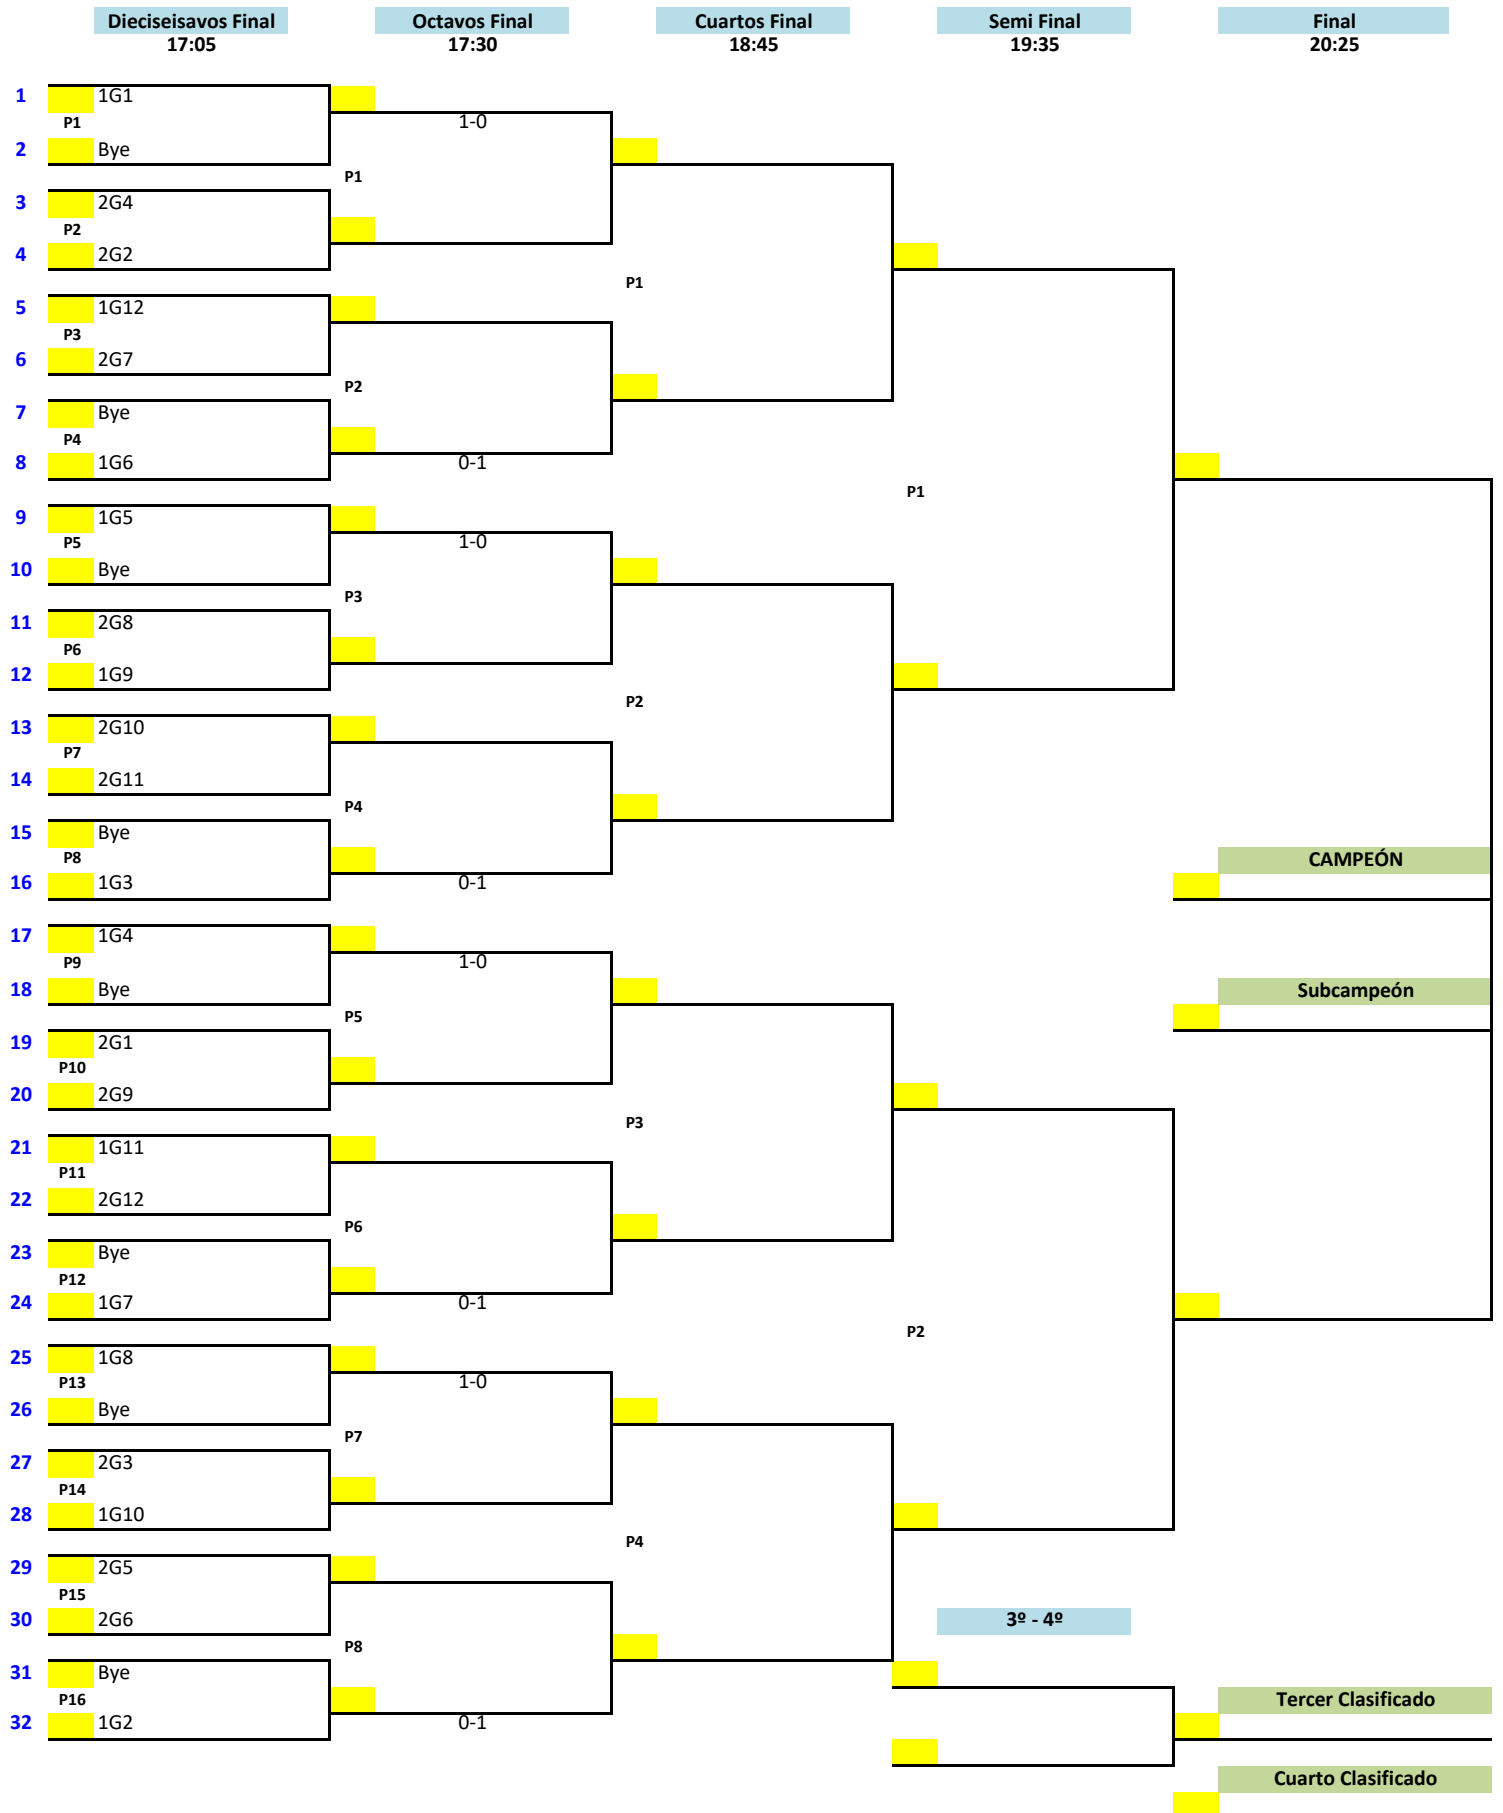 Dieciseisavos Final Octavos Final Cuartos Final Semi Final Final
17:05 17:30 18:45 19:35 20:25
1 1G1
P1 1-0
2 Bye
P1
3 2G4
P2
4 2G2
P1
5 1G12
P3
6 2G7
P2
7 Bye
P4
8 1G6 0-1
P1
9 1G5
P5 1-0
10 Bye
P3
11 2G8
P6
12 1G9
P2
13 2G10
P7
14 2G11
P4
15 Bye
P8 CAMPEÓN
16 1G3 0-1
17 1G4
P9 1-0
18 Bye Subcampeón
P5
19 2G1
P10
20 2G9
P3
21 1G11
P11
22 2G12
P6
23 Bye
P12
24 1G7 0-1
P2
25 1G8
P13 1-0
26 Bye
P7
27 2G3
P14
28 1G10
P4
29 2G5
P15
30 2G6 3º - 4º
P8
31 Bye
P16 Tercer Clasificado
32 1G2 0-1
Cuarto Clasificado